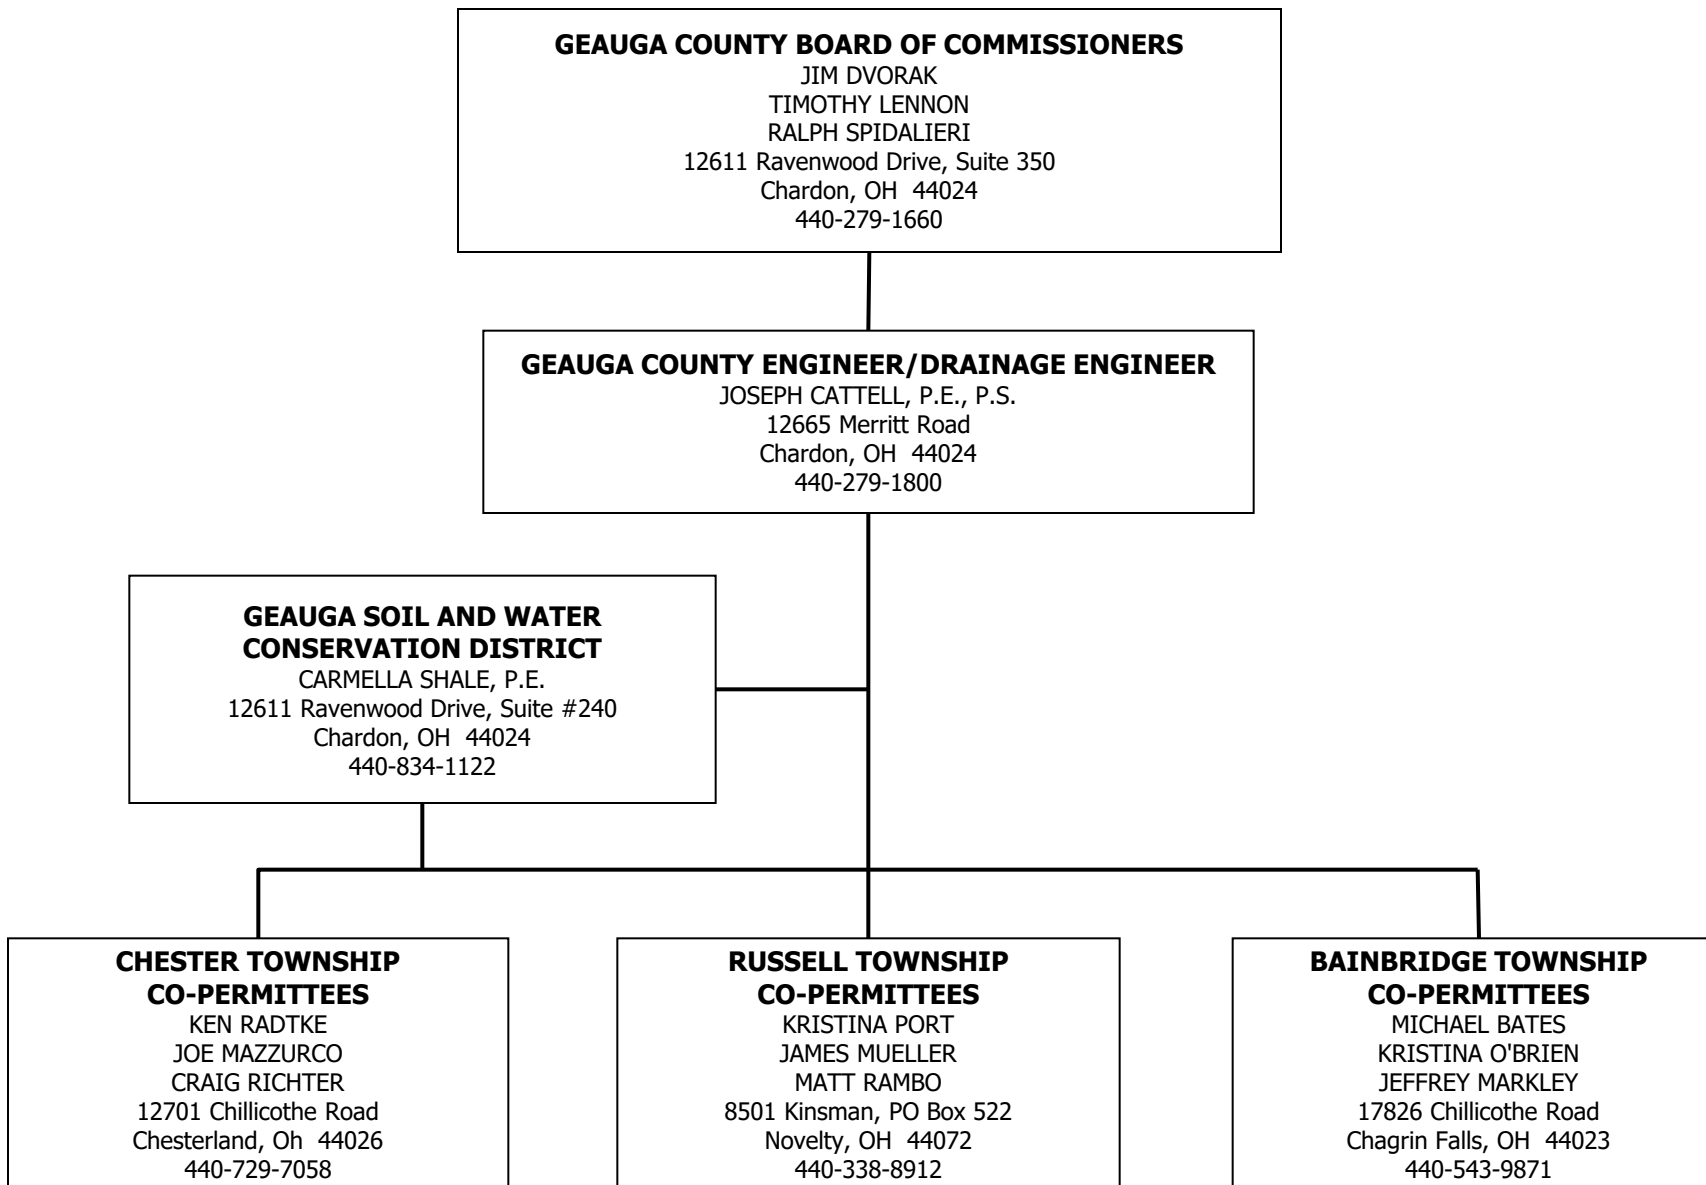 GEAUGA COUNTY BOARD OF COMMISSIONERS
JIM DVORAK
TIMOTHY LENNON
RALPH SPIDALIERI
12611 Ravenwood Drive, Suite 350
Chardon, OH  44024
440-279-1660
GEAUGA COUNTY ENGINEER/DRAINAGE ENGINEER
JOSEPH CATTELL, P.E., P.S.
12665 Merritt Road
Chardon, OH  44024
440-279-1800
GEAUGA SOIL AND WATER
CONSERVATION DISTRICT
CARMELLA SHALE, P.E.
12611 Ravenwood Drive, Suite #240
Chardon, OH  44024
440-834-1122
CHESTER TOWNSHIP
CO-PERMITTEES
KEN RADTKE
JOE MAZZURCO
CRAIG RICHTER
12701 Chillicothe Road
Chesterland, Oh  44026
440-729-7058
RUSSELL TOWNSHIP
CO-PERMITTEES
KRISTINA PORT
JAMES MUELLER
MATT RAMBO
8501 Kinsman, PO Box 522
Novelty, OH  44072
440-338-8912
BAINBRIDGE TOWNSHIP
CO-PERMITTEES
MICHAEL BATES
KRISTINA O'BRIEN
JEFFREY MARKLEY
17826 Chillicothe Road
Chagrin Falls, OH  44023
440-543-9871